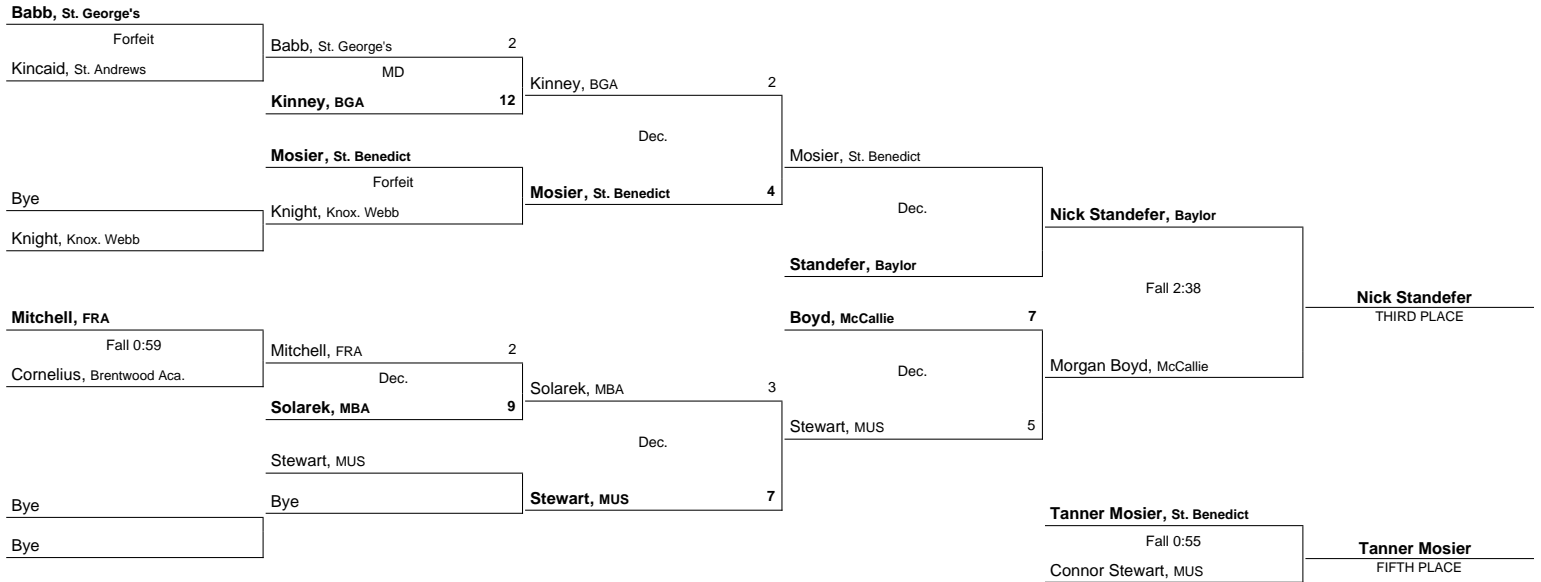 Babb, St. George's
Forfeit
Kincaid, St. Andrews
Bye
Knight, Knox. Webb
Mitchell, FRA
Fall 0:59
Cornelius, Brentwood Aca.
Bye
Bye
Babb, St. George's 2
MD
Kinney, BGA 12
Mosier, St. Benedict
Forfeit
Knight, Knox. Webb
Mitchell, FRA 2
Dec.
Solarek, MBA 9
Stewart, MUS
Bye
Kinney, BGA 2
Dec.
Mosier, St. Benedict 4
Solarek, MBA 3
Dec.
Stewart, MUS 7
Mosier, St. Benedict
Dec.
Standefer, Baylor
Boyd, McCallie 7
Dec.
Stewart, MUS 5
Nick Standefer, Baylor
Fall 2:38
Morgan Boyd, McCallie
Nick Standefer
THIRD PLACE
Tanner Mosier, St. Benedict
Fall 0:55
Connor Stewart, MUS
Tanner Mosier
FIFTH PLACE